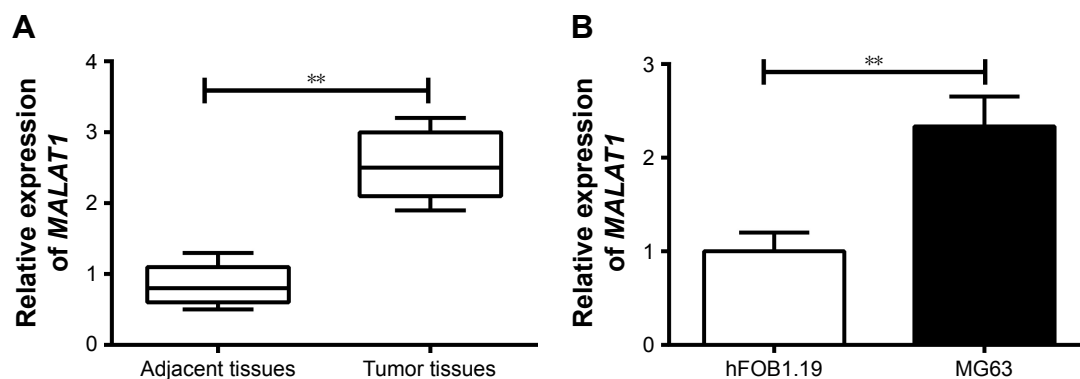 A
Relative expression
of MALAT1
4
3
2
1
0
**
Adjacent tissues
Tumor tissues
B
Relative expression
of MALAT1
3
2
1
0
**
hFOB1.19
MG63